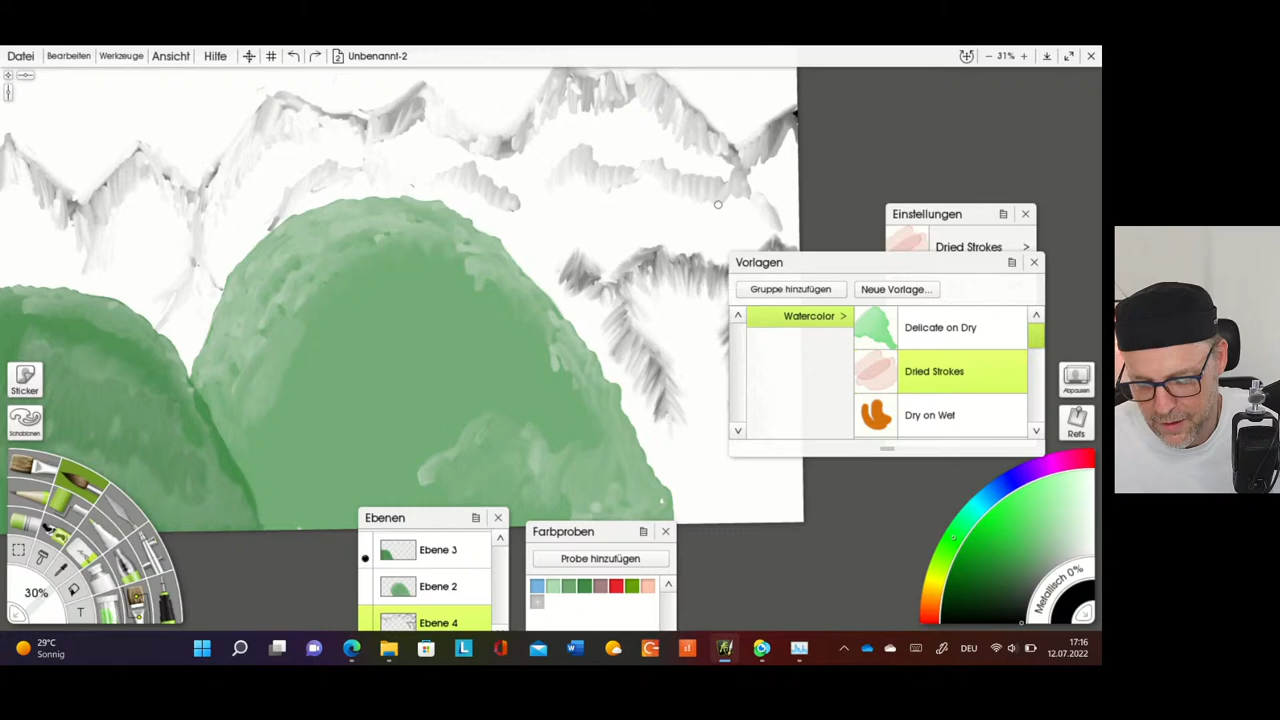 Datei Bearbeiten Werkzeuge Ansicht Hilfe 2 Unbenannt-2 31%
Einstellungen
Dried Strokes >
Vorlagen
Gruppe hinzufügen Neue Vorlage...
Watercolor >
Delicate on Dry
Dried Strokes
Dry on Wet
Sticker
Schablonen
Abpausen
Refs
30%
T
Ebenen
Ebene 3
Ebene 2
Ebene 4
Farbproben
Probe hinzufügen
Metallisch 0%
29°C
Sonnig
DEU
17:16
12.07.2022